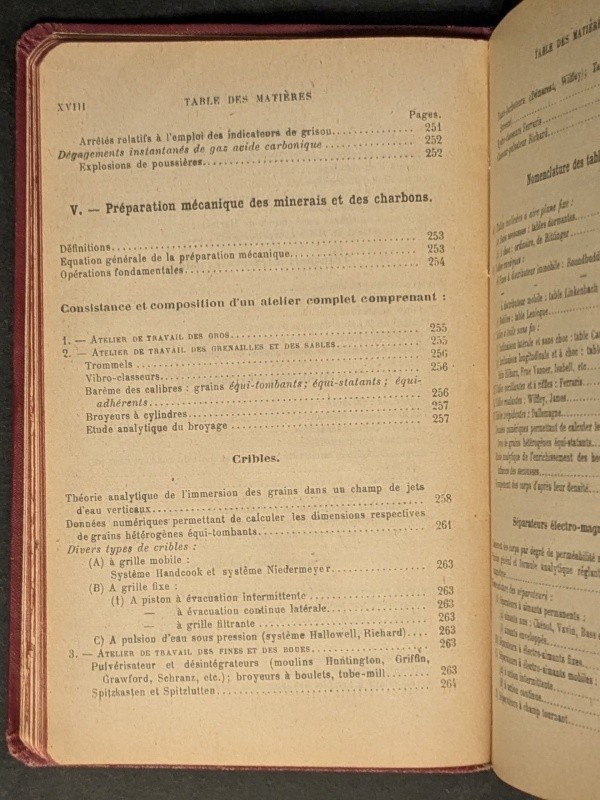 XVIII TABLE DES MATIÈRES
Pages.
Arrêtés relatifs à l'emploi des indicateurs de grisou 251
Dégagements instantanés de gaz acide carbonique 252
Explosions de poussières 252
V. — Préparation mécanique des minerais et des charbons.
Définitions 253
Equation générale de la préparation mécanique 253
Opérations fondamentales 254
Consistance et composition d'un atelier complet comprenant :
1. — ATELIER DE TRAVAIL DES GROS 255
2. — ATELIER DE TRAVAIL DES GRENAILLES ET DES SABLES 255
Trommels 256
Vibro-classeurs 256
Barème des calibres : grains équi-tombants ; équi-statants ; équi-
adhérents 256
Broyeurs à cylindres 257
Etude analytique du broyage 257
Cribles.
Théorie analytique de l'immersion des grains dans un champ de jets
d'eau verticaux 258
Données numériques permettant de calculer les dimensions respectives
de grains hétérogènes équi-tombants 261
Divers types de cribles :
(A) à grille mobile :
Système Handcook et système Niedermeyer 263
(B) A grille fixe :
(1) A piston à évacuation intermittente 263
— à évacuation continue latérale 263
— à grille filtrante 263
C) A pulsion d'eau sous pression (système Hallowell, Richard) 263
3. — ATELIER DE TRAVAIL DES FINES ET DES BOUES 263
Pulvérisateur et désintégrateurs (moulins Huntington, Griffin,
Crawford, Schranz, etc.) ; broyeurs à boulets, tube-mill 263
Spitzkasten et Spitzlutten 264
TABLE DES MATIÈRES
Nomenclature des tabl
Séparateurs électro-magn